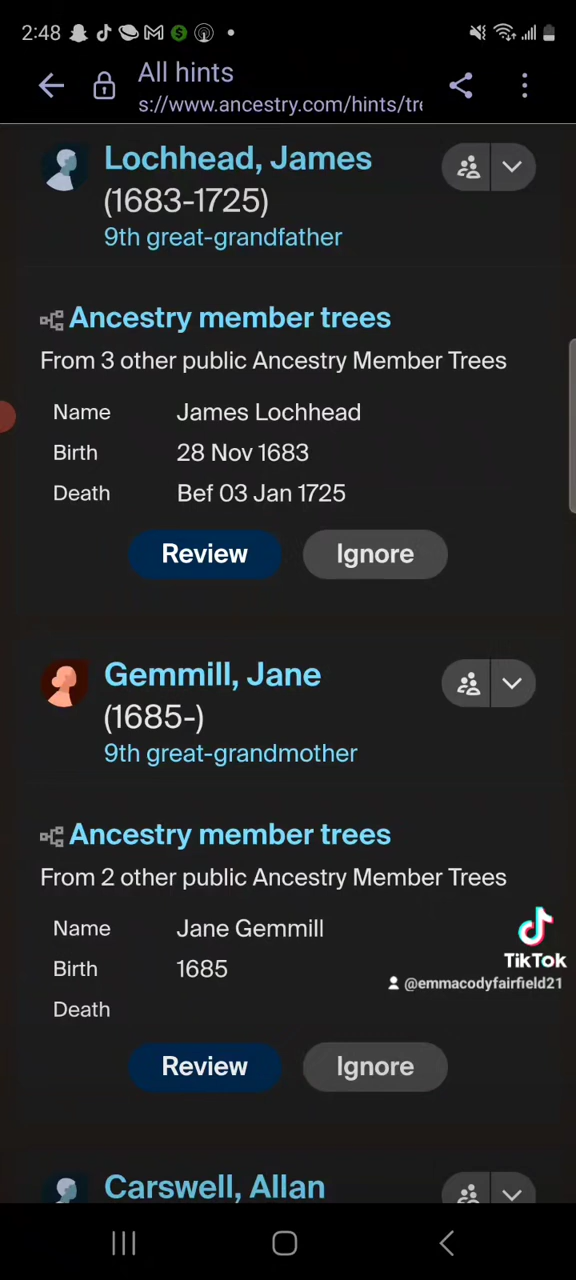 2:48
All hints
s://www.ancestry.com/hints/tre
Lochhead, James
(1683-1725)
9th great-grandfather
Ancestry member trees
From 3 other public Ancestry Member Trees
Name James Lochhead
Birth 28 Nov 1683
Death Bef 03 Jan 1725
Review Ignore
Gemmill, Jane
(1685-)
9th great-grandmother
Ancestry member trees
From 2 other public Ancestry Member Trees
Name Jane Gemmill
Birth 1685
Death
TikTok
@emmacodyfairfield21
Review Ignore
Carswell, Allan